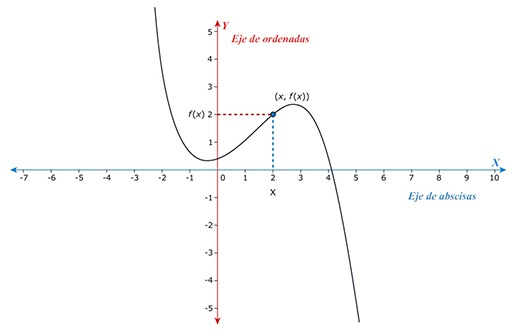 Y
5
Eje de ordenadas
4
3
(x, f(x))
f(x) 2
1
X
-7 -6 -5 -4 -3 -2 -1 0 1 2 3 4 5 6 7 8 9 10
X
Eje de abscisas
-1
-2
-3
-4
-5